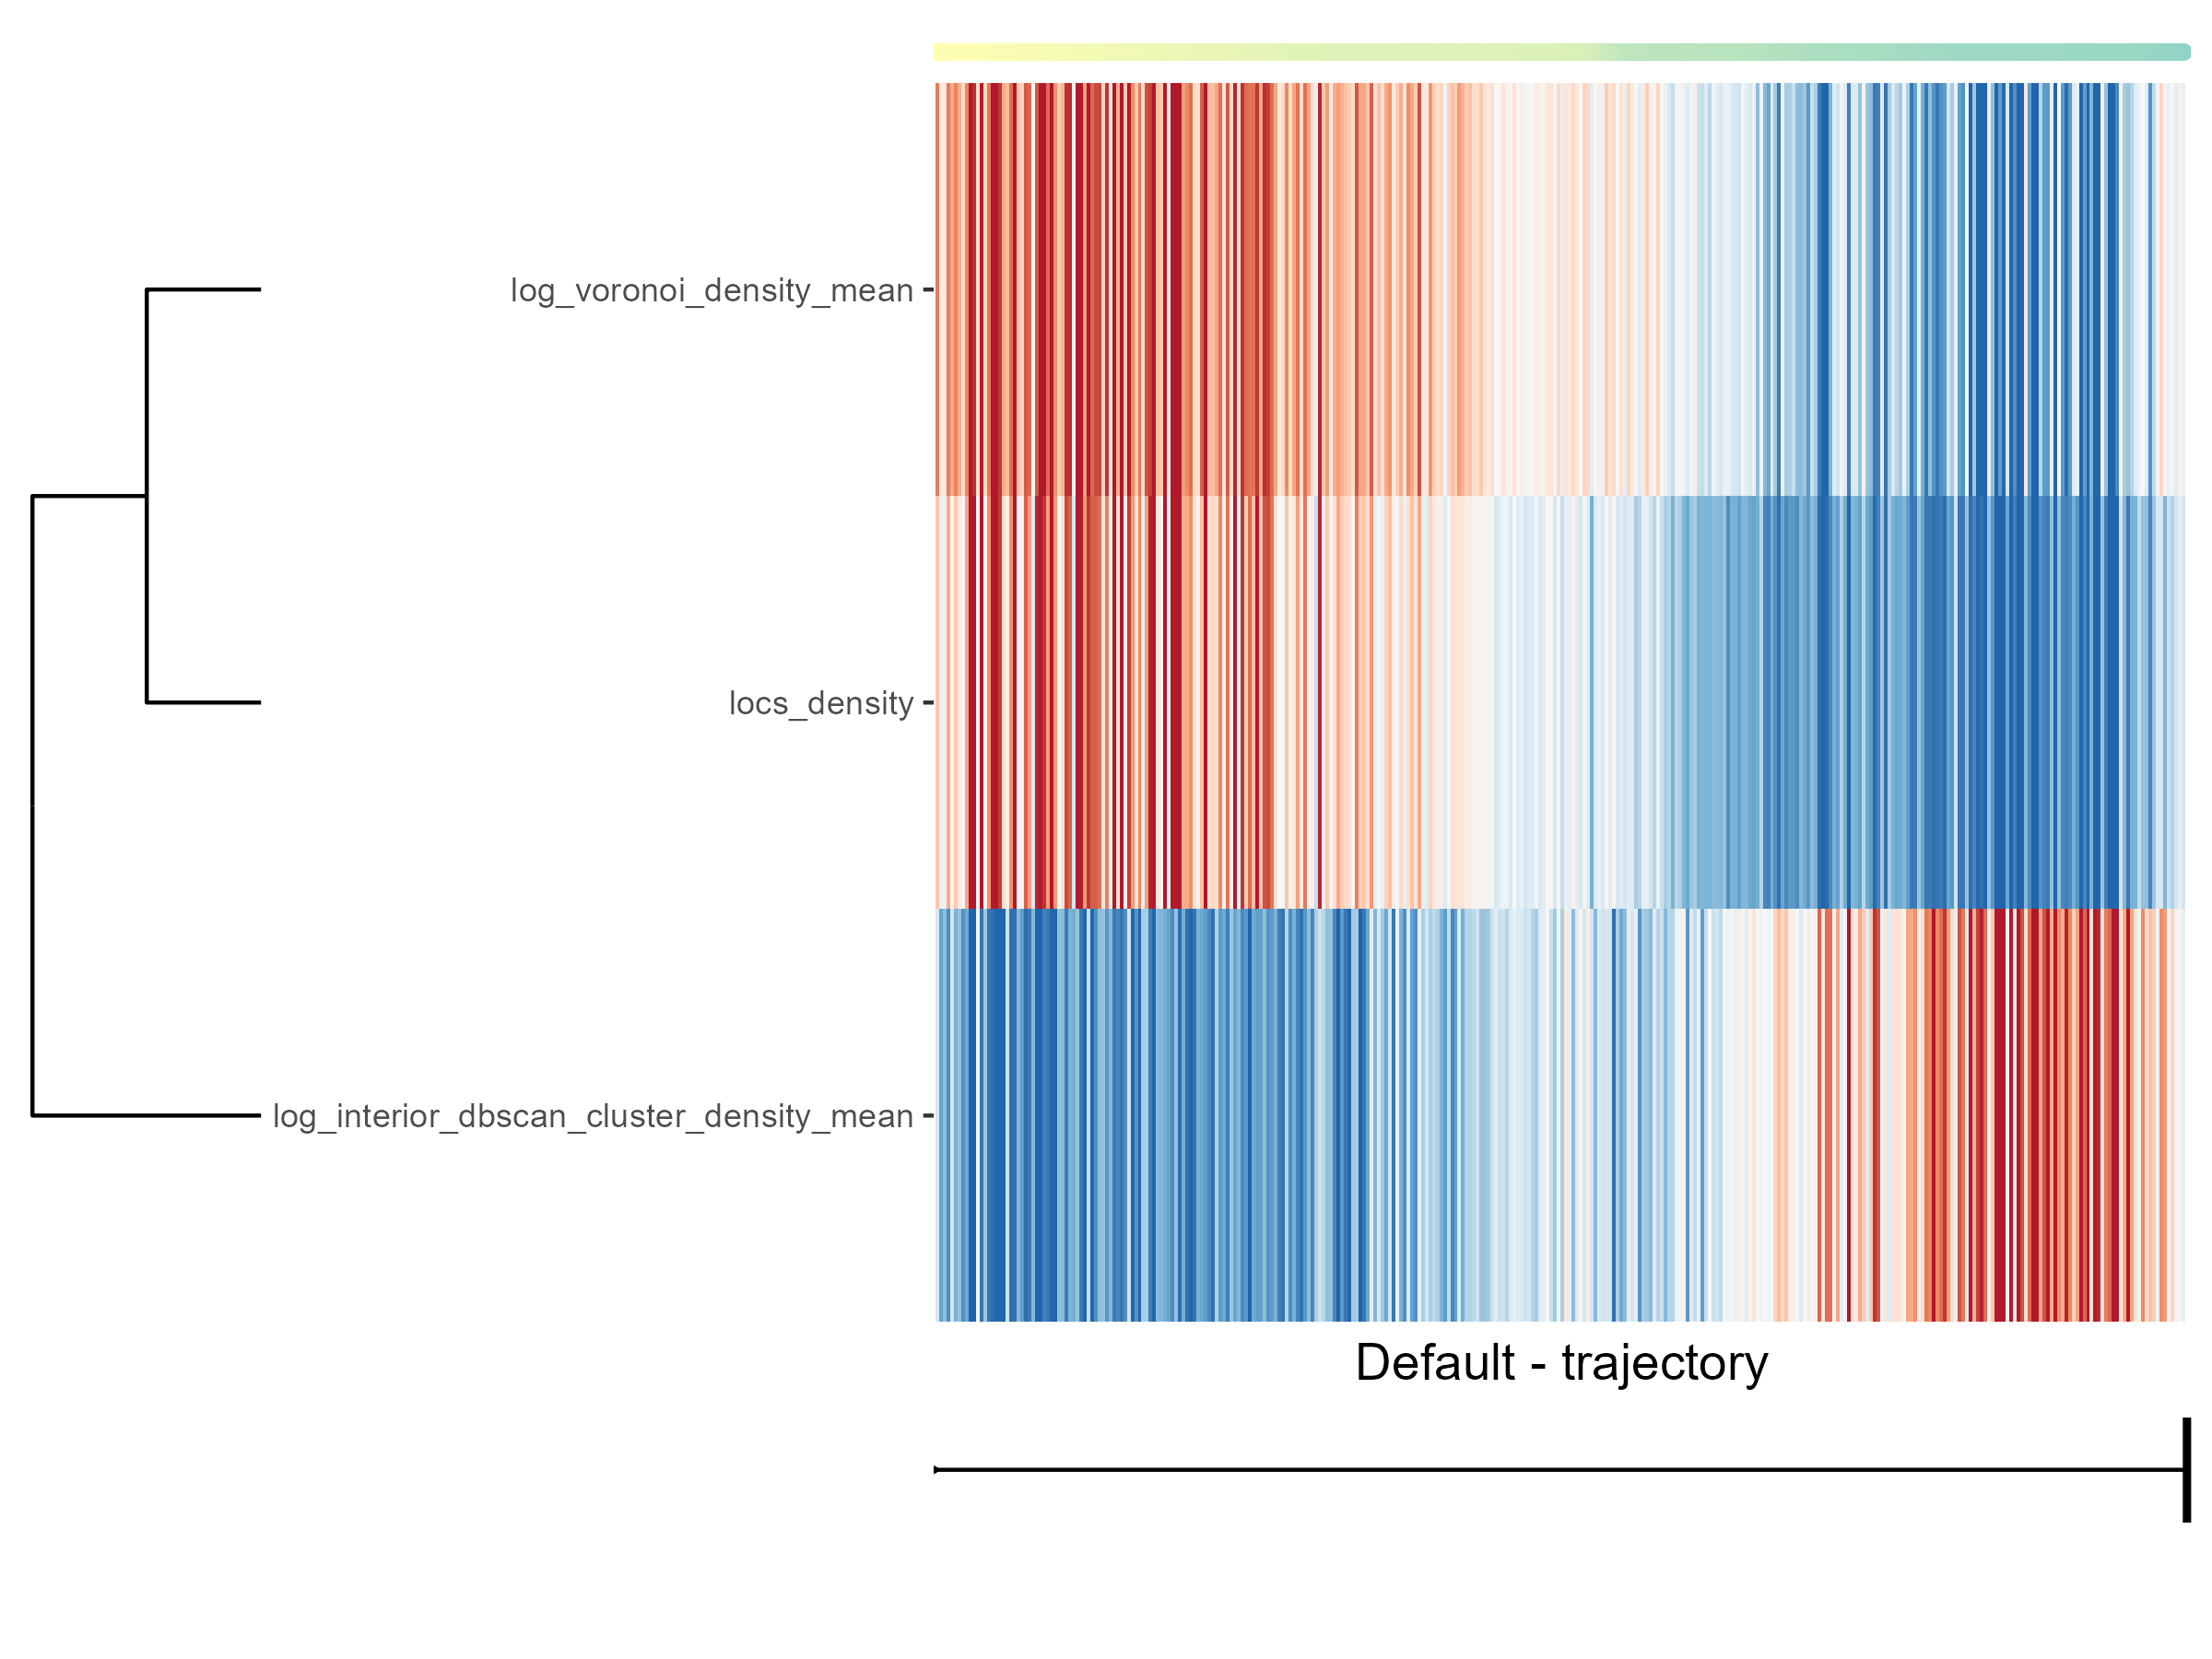 log_voronoi_density_mean
locs_density
log_interior_dbscan_cluster_density_mean
Default - trajectory